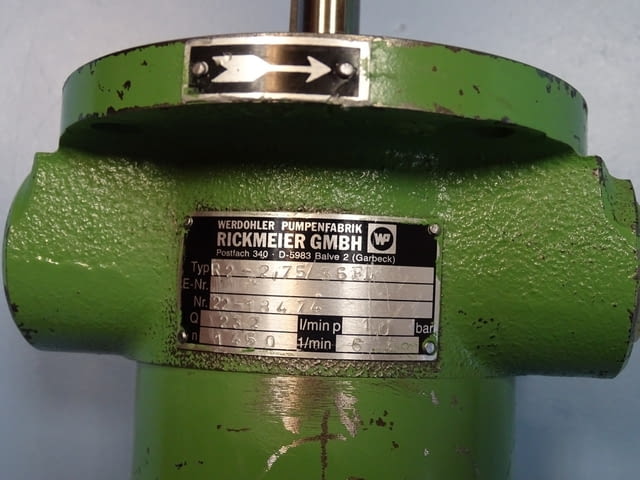 WERDOHLER PUMPENFABRIK
RICKMEIER GMBH WP
Postfach 340 · D-5983 Balve 2 (Garbeck)
Typ
E-Nr.
Nr.
Q l/min p 10 bar
n 1450 1/min